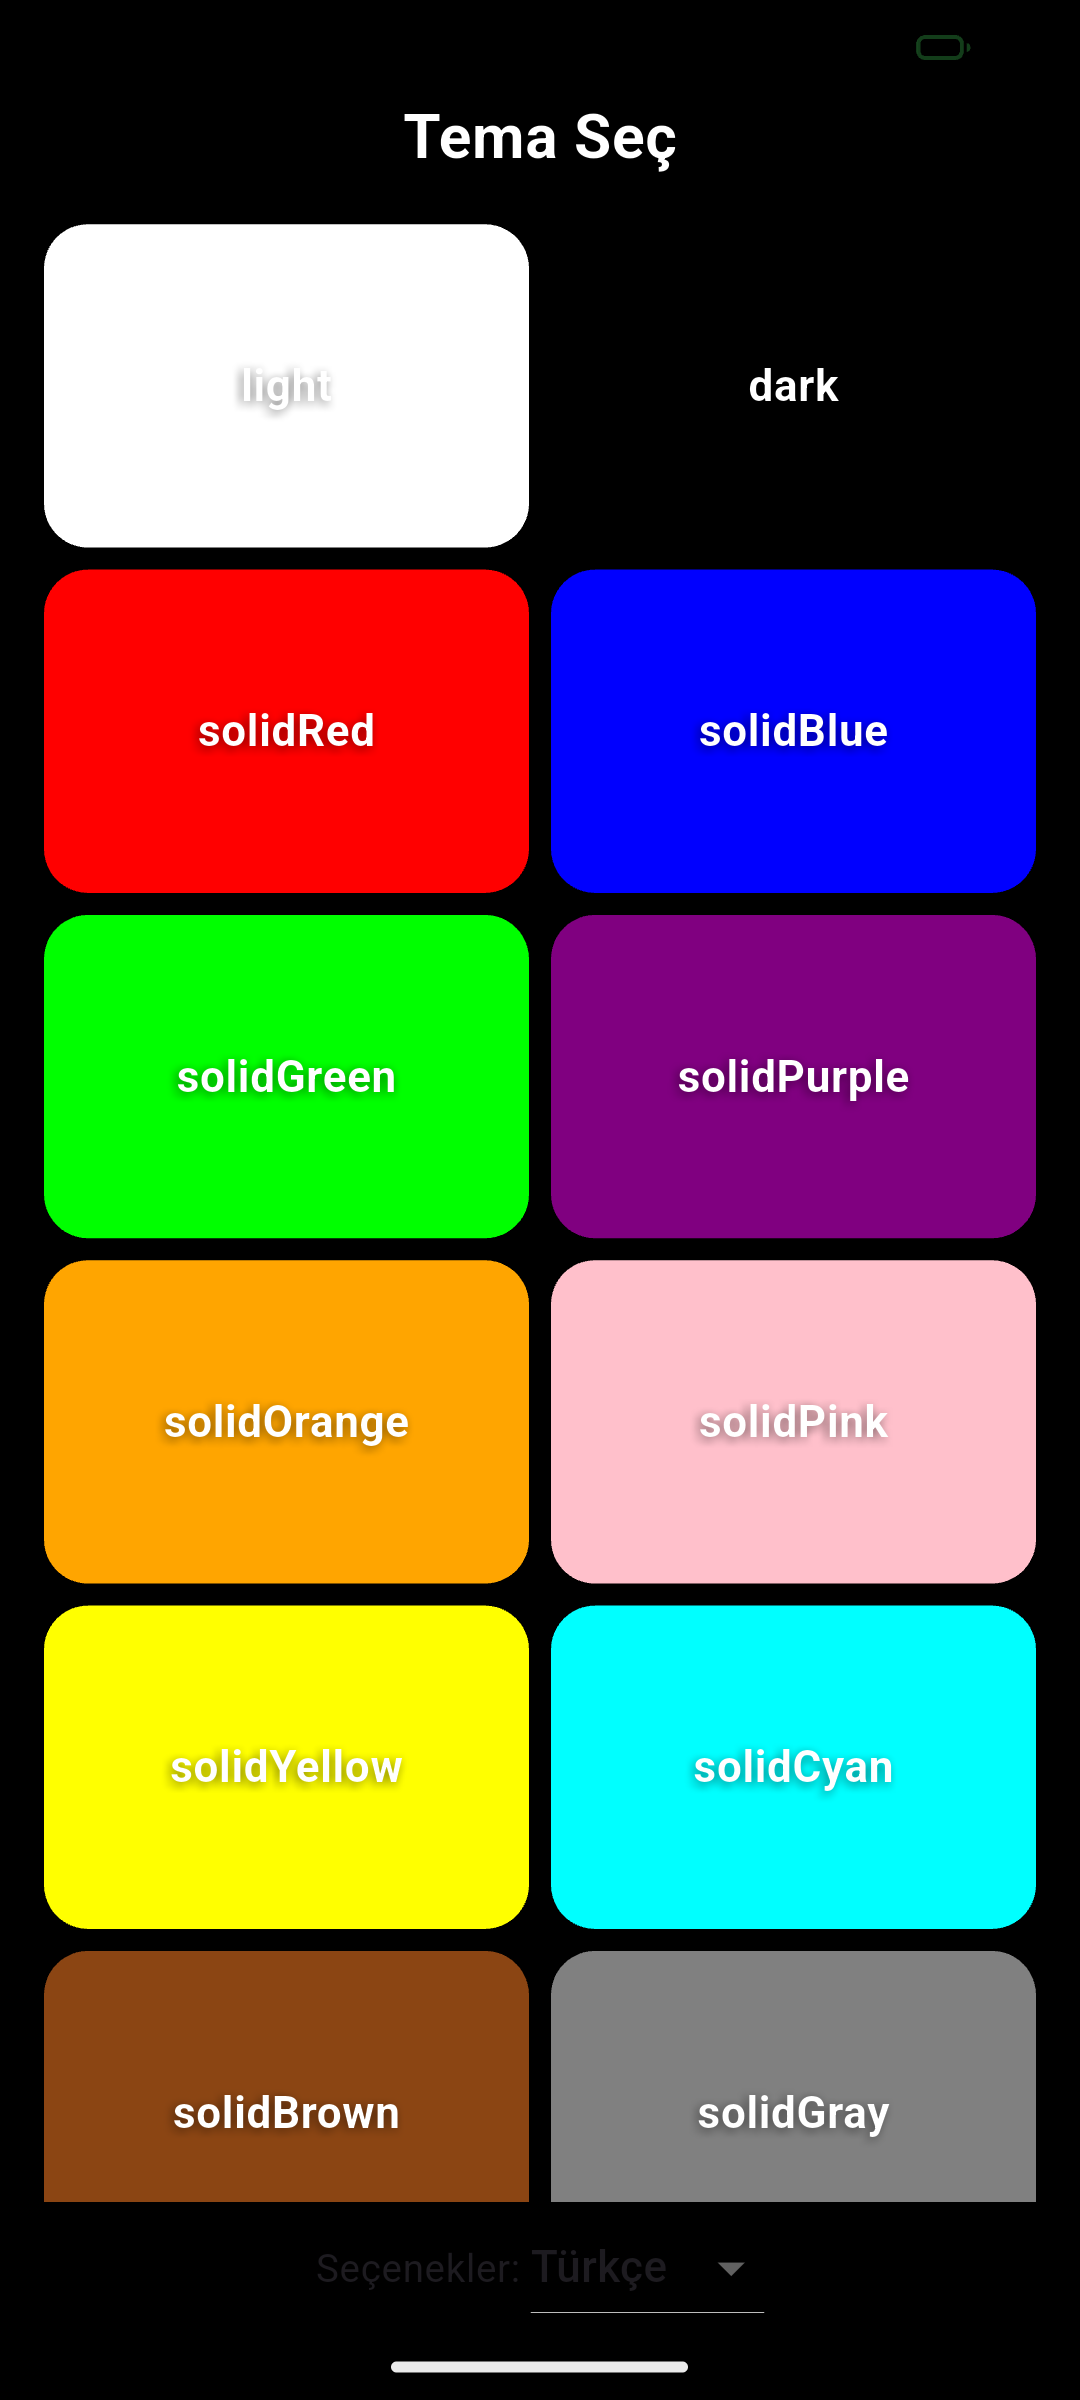 Tema Seç
light
dark
solidRed
solidBlue
solidGreen
solidPurple
solidOrange
solidPink
solidYellow
solidCyan
solidBrown
solidGray
Seçenekler: Türkçe